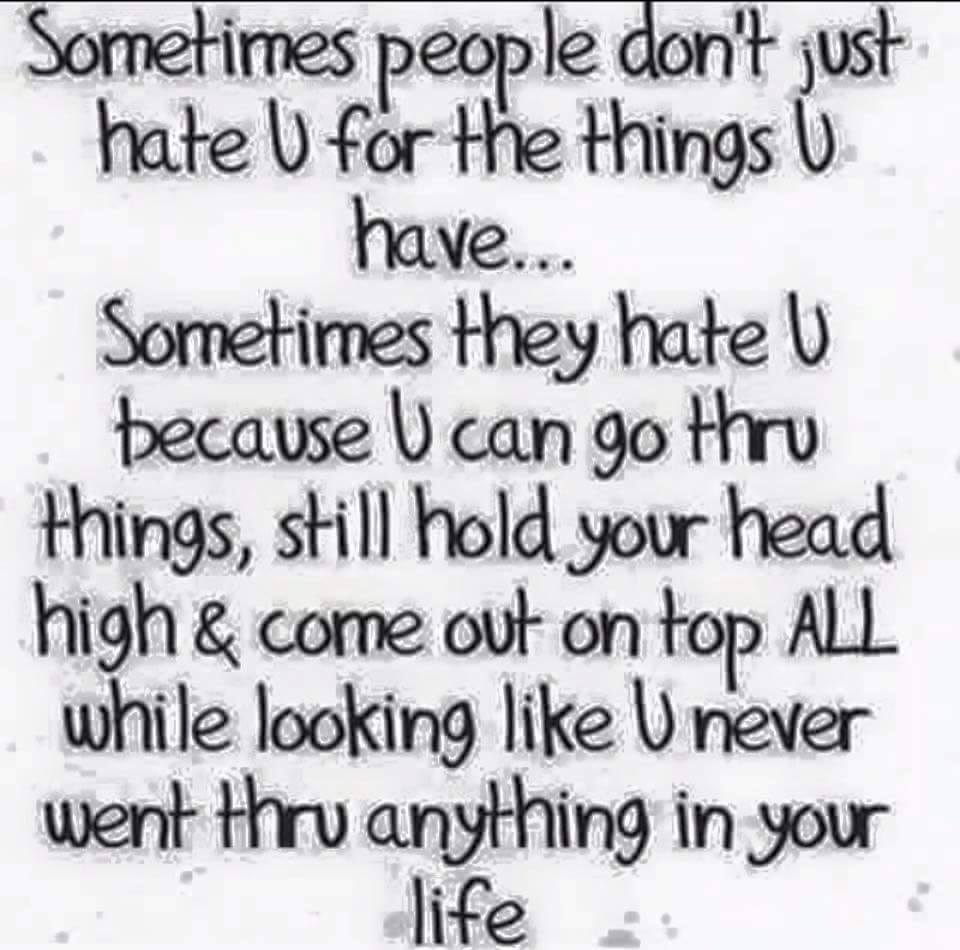 Sometimes people don't just
hate U for the things U
have...
Sometimes they hate U
because U can go thru
things, still hold your head
high & come out on top ALL
while looking like U never
went thru anything in your
life